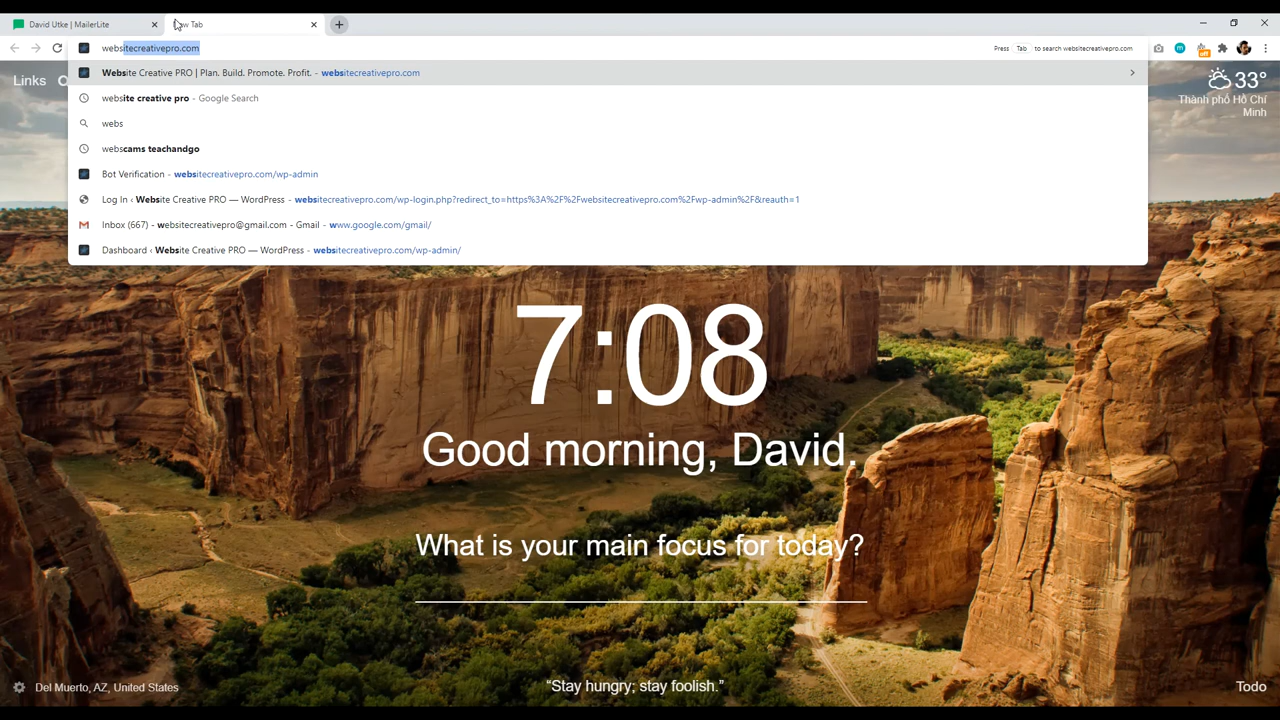 David Utke | MailerLite
Tab
websitecreativepro.com
Press Tab to search websitecreativepro.com
off
Links
Website Creative PRO | Plan. Build. Promote. Profit. - websitecreativepro.com
website creative pro - Google Search
webs
webscams teachandgo
Bot Verification - websitecreativepro.com/wp-admin
Log In ‹ Website Creative PRO — WordPress - websitecreativepro.com/wp-login.php?redirect_to=https%3A%2F%2Fwebsitecreativepro.com%2Fwp-admin%2F&reauth=1
Inbox (667) - websitecreativepro@gmail.com - Gmail - www.google.com/gmail/
Dashboard ‹ Website Creative PRO — WordPress - websitecreativepro.com/wp-admin/
33°
Thành phố Hồ Chí
Minh
7:08
Good morning, David.
What is your main focus for today?
Del Muerto, AZ, United States
“Stay hungry; stay foolish.”
Todo